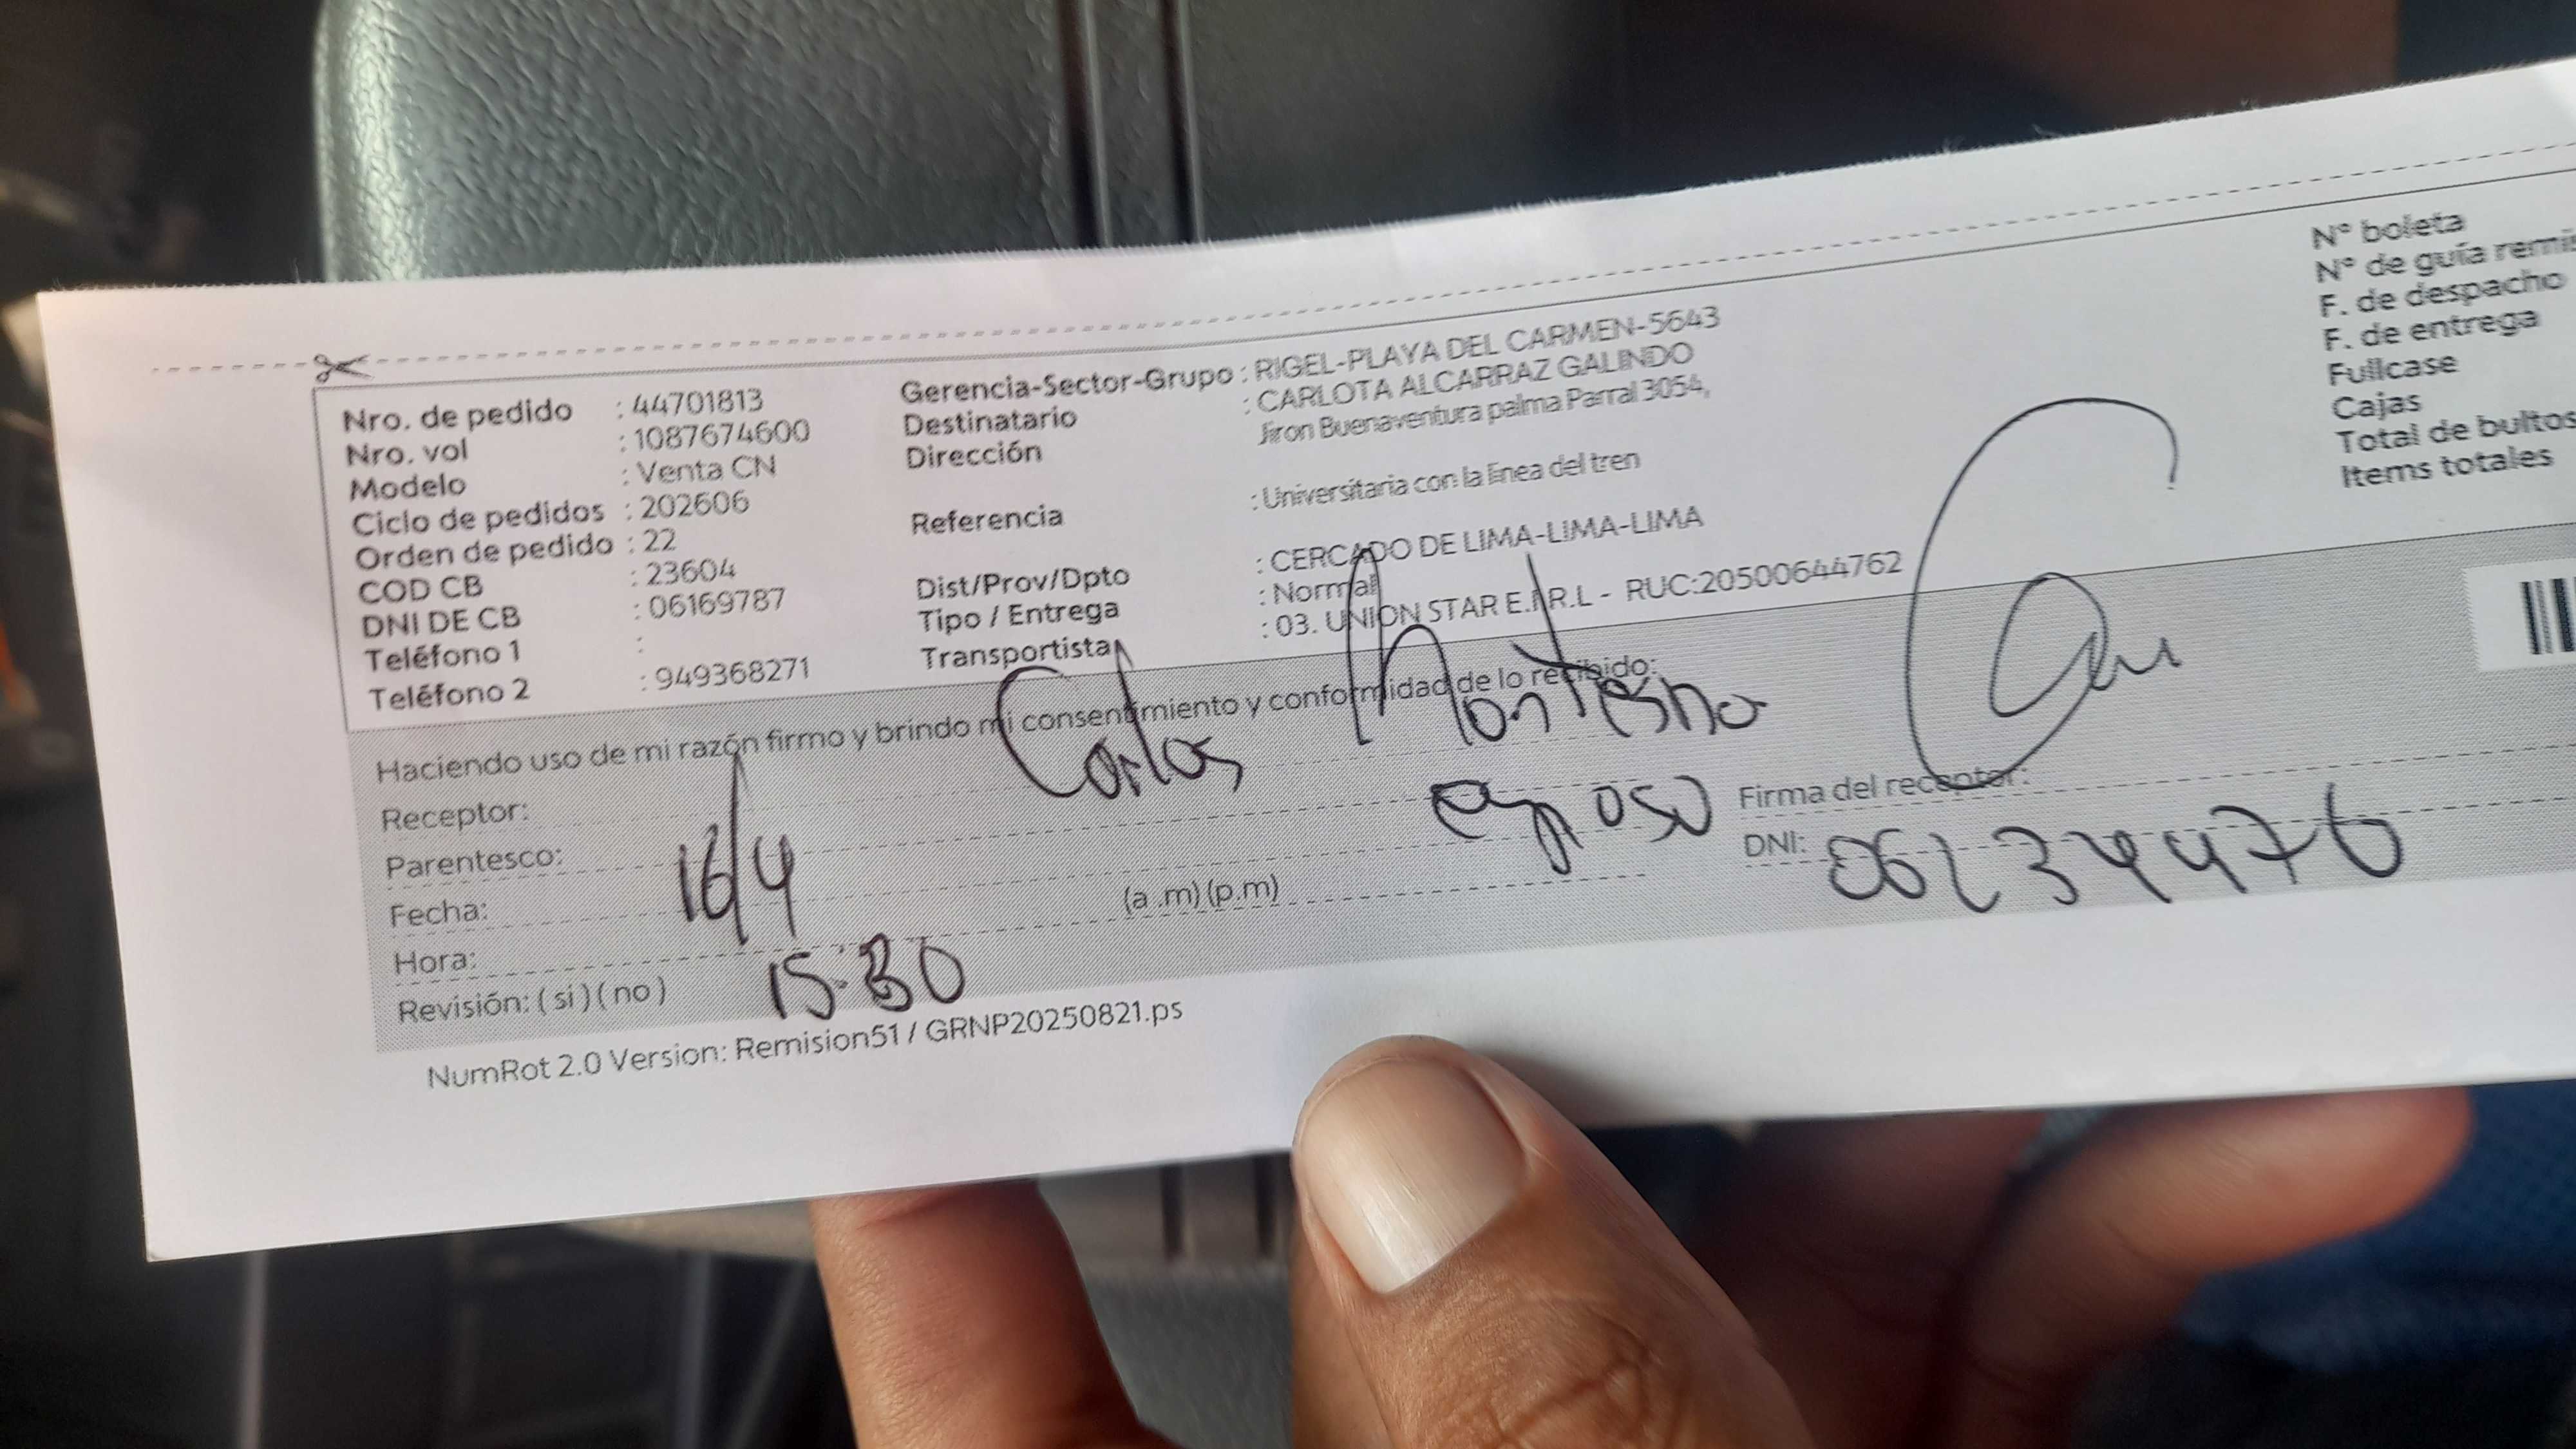 Nro. de pedido : 44701813
Nro. vol : 1087674600
Modelo : Venta CN
Ciclo de pedidos : 202606
Orden de pedido : 22
COD CB : 23604
DNI DE CB : 06169787
Teléfono 1 :
Teléfono 2 : 949368271
Gerencia-Sector-Grupo : RIGEL-PLAYA DEL CARMEN-5643
Destinatario : CARLOTA ALCARRAZ GALINDO
Dirección Jiron Buenaventura palma Parral 3054,
Referencia : Universitaria con la linea del tren
Dist/Prov/Dpto : CERCADO DE LIMA-LIMA-LIMA
Tipo / Entrega : Normal
Transportista : 03. UNION STAR E.I.R.L - RUC:20500644762
N° boleta
N° de guía remis
F. de despacho
F. de entrega
Fullcase
Cajas
Total de bultos
Items totales
Haciendo uso de mi razón firmo y brindo mi consentimiento y conformidad de lo recibido:
Receptor: Carlos
Parentesco: esposo
Fecha: 16/4
Hora: 15:30 (a .m) (p.m)
Revisión: ( si ) ( no )
Firma del receptor:
DNI:
NumRot 2.0 Version: Remision51 / GRNP20250821.ps